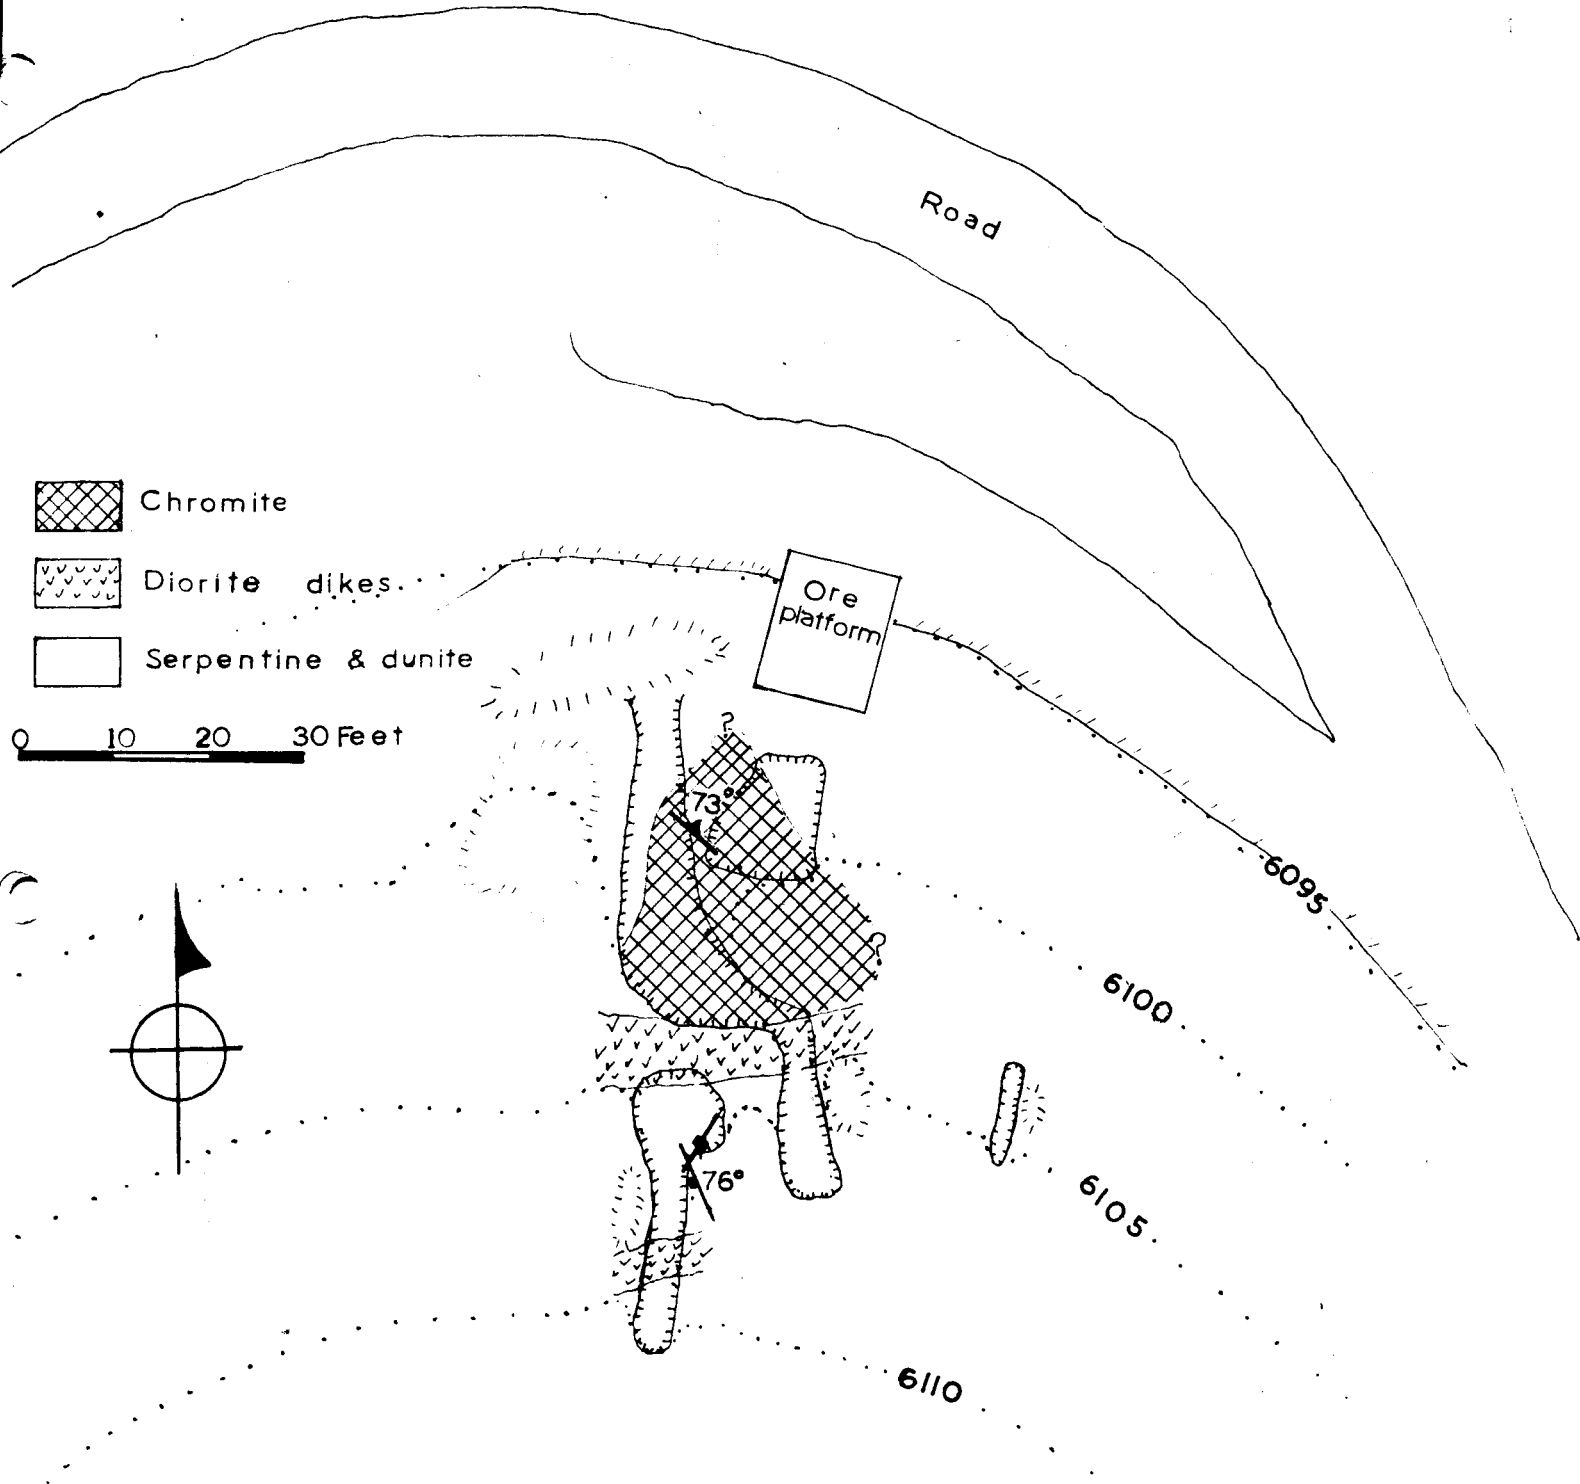 Road
Chromite
Diorite dikes
Serpentine & dunite
0 10 20 30 Feet
Ore
platform
?
73°
6095
?
6100
76°
6105
6110